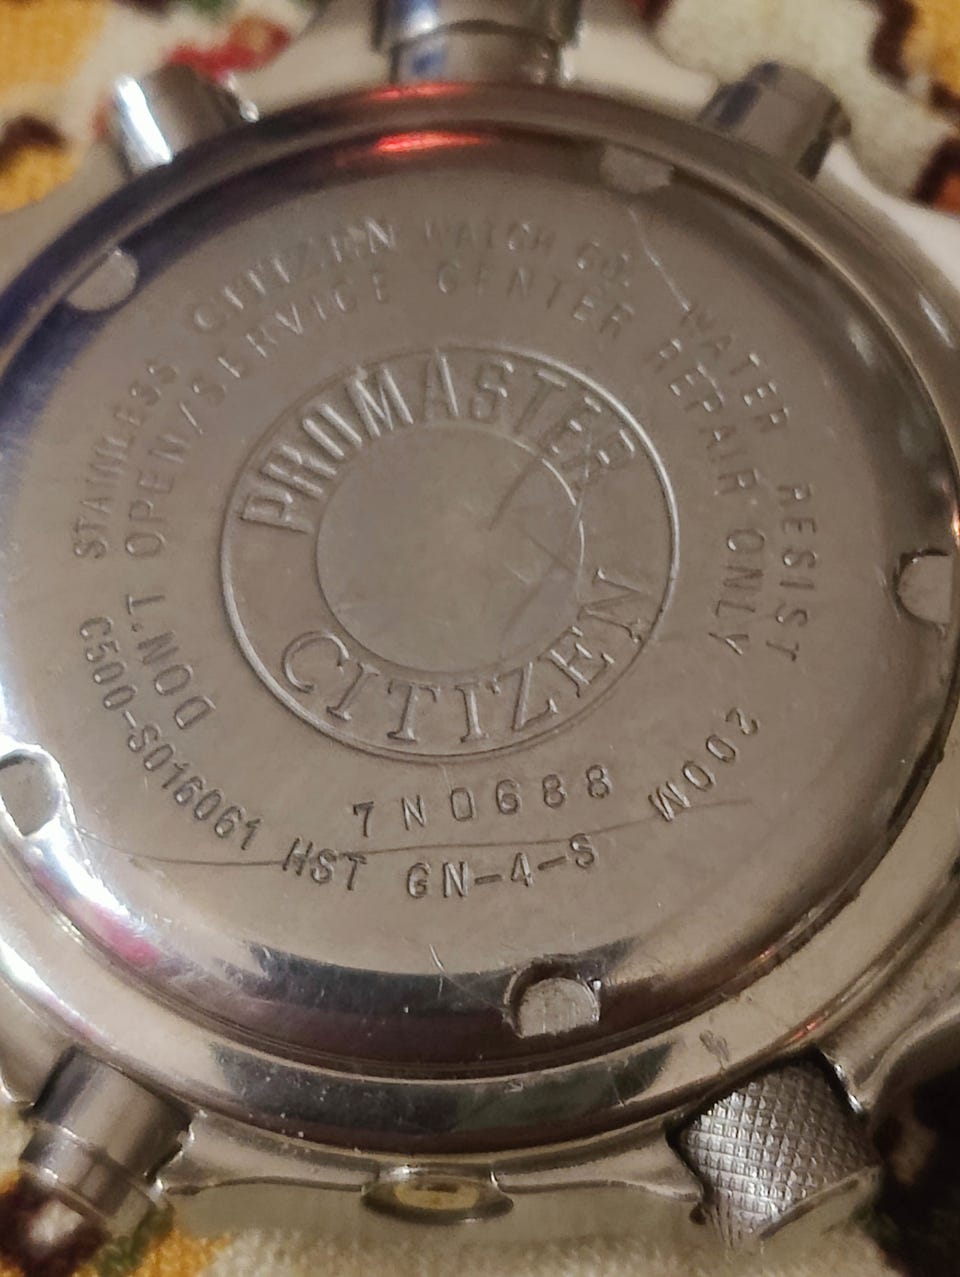 STAINLESS CITIZEN WATCH CO. WATER RESIST 200M
DON'T OPEN/SERVICE CENTER REPAIR ONLY
PROMASTER
CITIZEN
7N0688
C500-S016061 HST GN-4-S